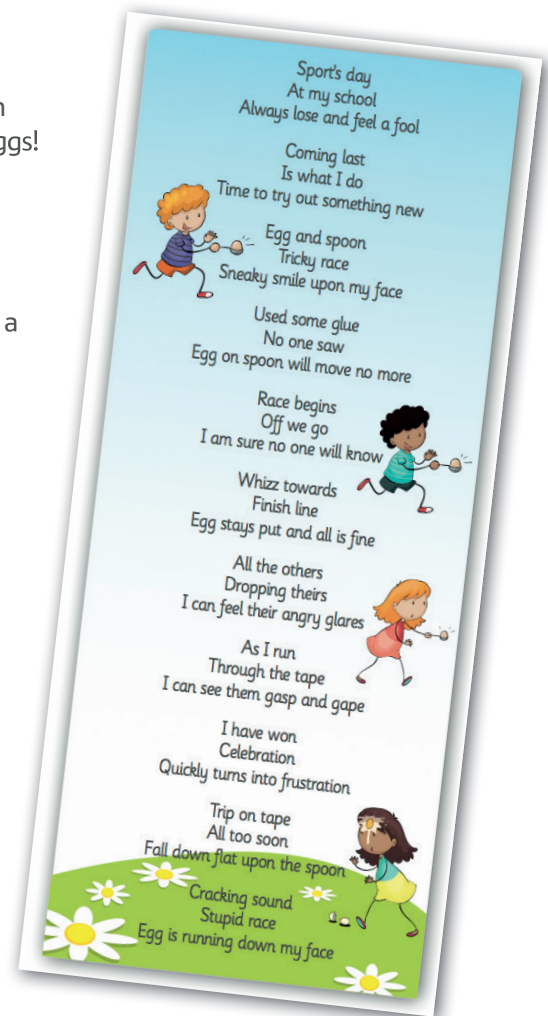 n
ggs!
a
Sport's day
At my school
Always lose and feel a fool
Coming last
Is what I do
Time to try out something new
Egg and spoon
Tricky race
Sneaky smile upon my face
Used some glue
No one saw
Egg on spoon will move no more
Race begins
Off we go
I am sure no one will know
Whizz towards
Finish line
Egg stays put and all is fine
All the others
Dropping theirs
I can feel their angry glares
As I run
Through the tape
I can see them gasp and gape
I have won
Celebration
Quickly turns into frustration
Trip on tape
All too soon
Fall down flat upon the spoon
Cracking sound
Stupid race
Egg is running down my face